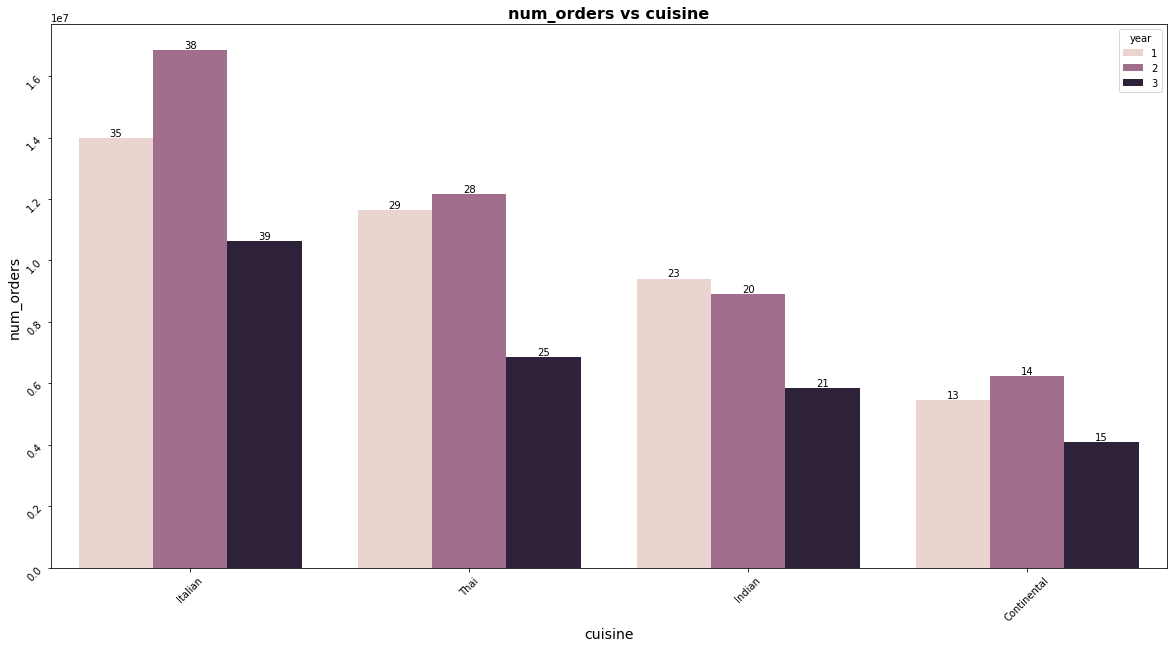 num_orders vs cuisine
1e7
year
1
2
3
num_orders
1.6
1.4
1.2
1.0
0.8
0.6
0.4
0.2
0.0
35
38
39
29
28
25
23
20
21
13
14
15
Italian
Thai
Indian
Continental
cuisine